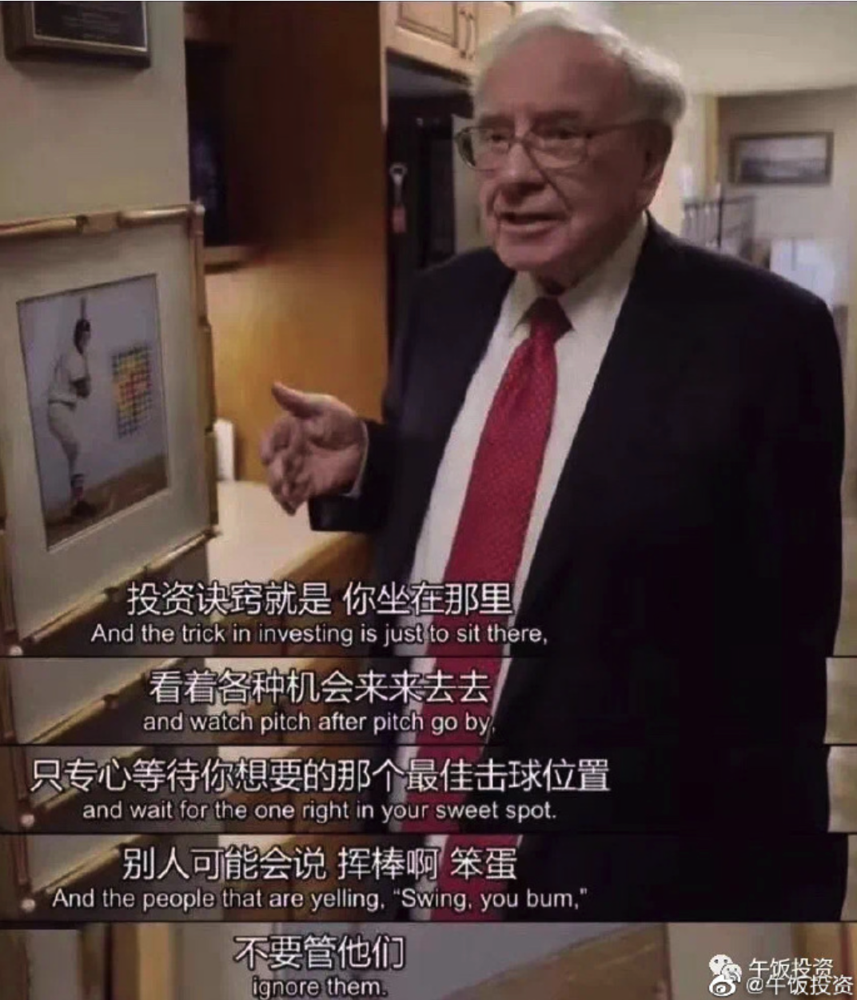 投资诀窍就是 你坐在那里
And the trick in investing is just to sit there,
看着各种机会来来去去
and watch pitch after pitch go by,
只专心等待你想要的那个最佳击球位置
and wait for the one right in your sweet spot.
别人可能会说 挥棒啊 笨蛋
And the people that are yelling, “Swing, you bum,”
不要管他们
ignore them.
午饭投资
@午饭投资